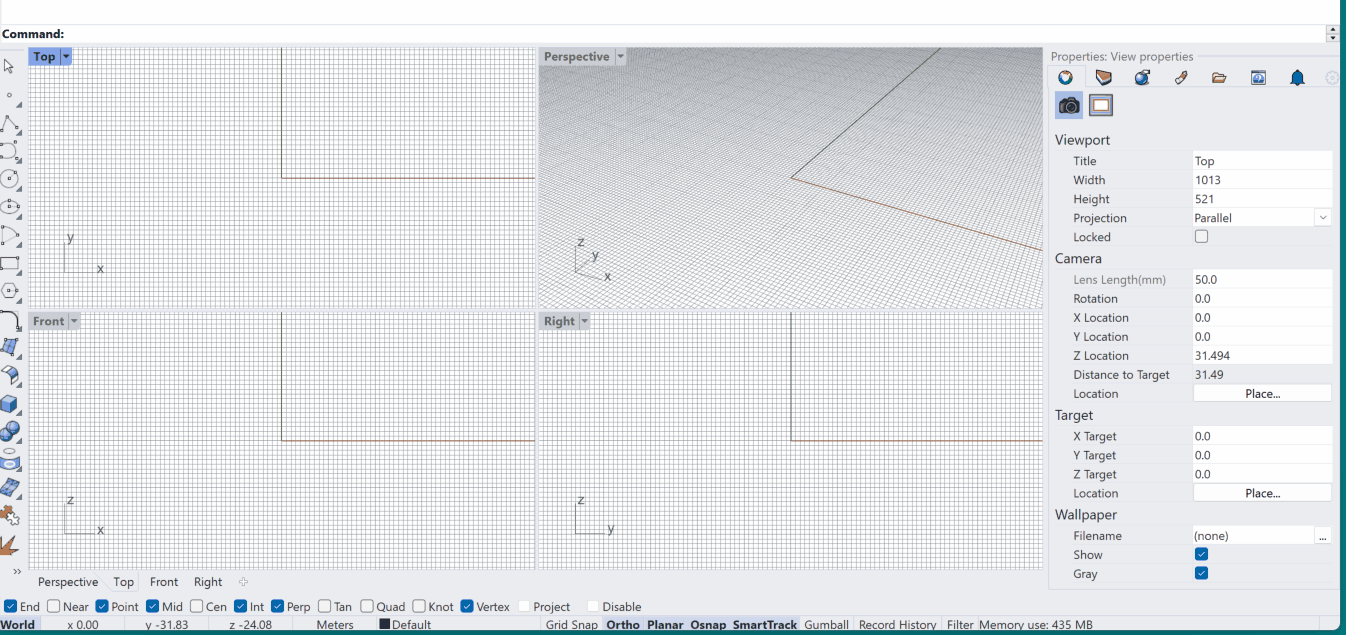 Command:
Top
Perspective
y
x
z
y
x
Front
Right
z
x
z
y
Perspective Top Front Right
Properties: View properties
Viewport
Title Top
Width 1013
Height 521
Projection Parallel
Locked
Camera
Lens Length(mm) 50.0
Rotation 0.0
X Location 0.0
Y Location 0.0
Z Location 31.494
Distance to Target 31.49
Location Place...
Target
X Target 0.0
Y Target 0.0
Z Target 0.0
Location Place...
Wallpaper
Filename (none) ...
Show
Gray
End Near Point Mid Cen Int Perp Tan Quad Knot Vertex Project Disable
World x 0.00 y -31.83 z -24.08 Meters Default Grid Snap Ortho Planar Osnap SmartTrack Gumball Record History Filter Memory use: 435 MB